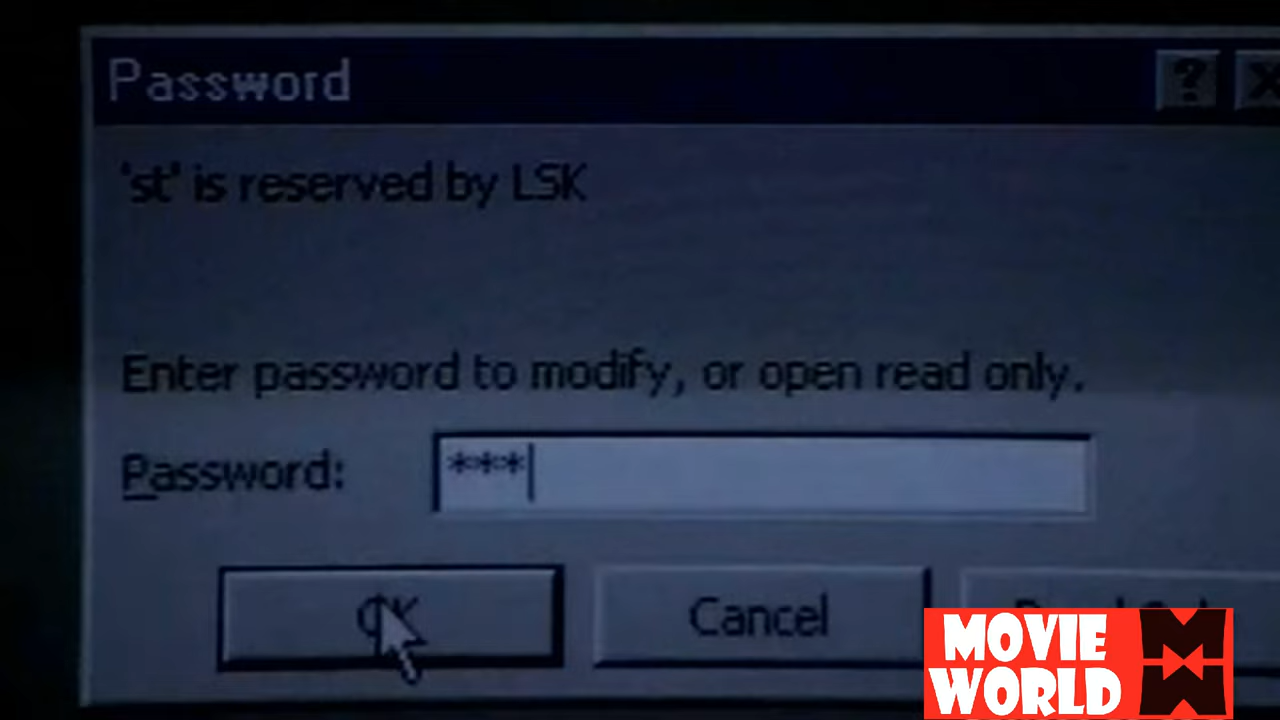 Password
'st' is reserved by LSK
Enter password to modify, or open read only.
Password: ***
OK Cancel
MOVIE
WORLD